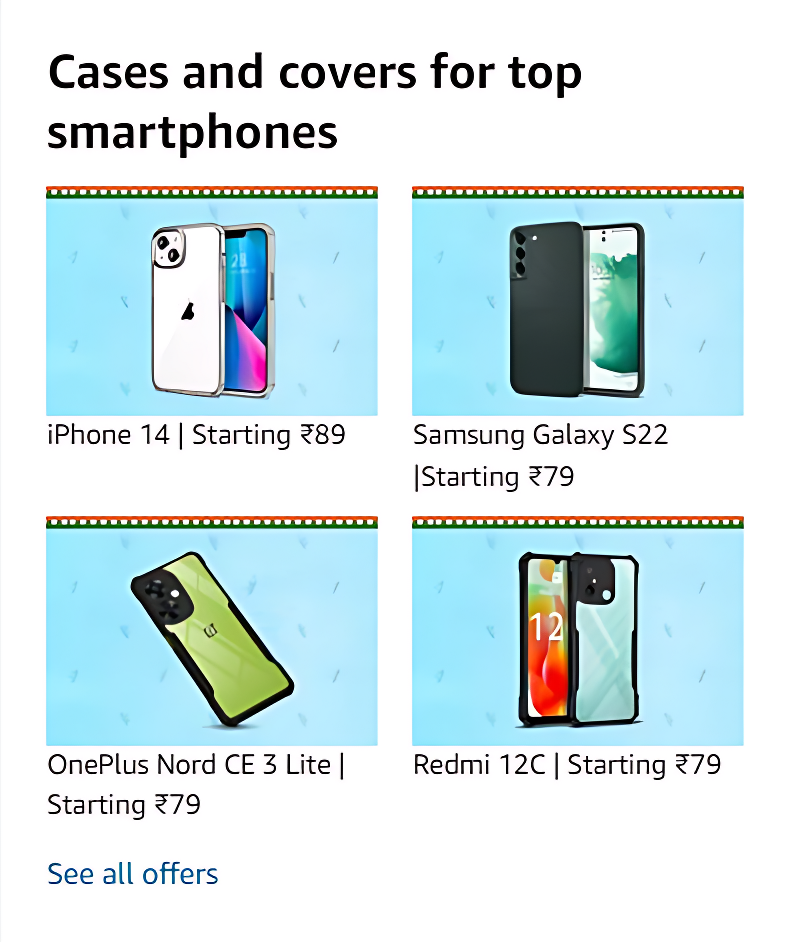 Cases and covers for top
smartphones
iPhone 14 | Starting ₹89
Samsung Galaxy S22
|Starting ₹79
12
OnePlus Nord CE 3 Lite |
Starting ₹79
Redmi 12C | Starting ₹79
See all offers